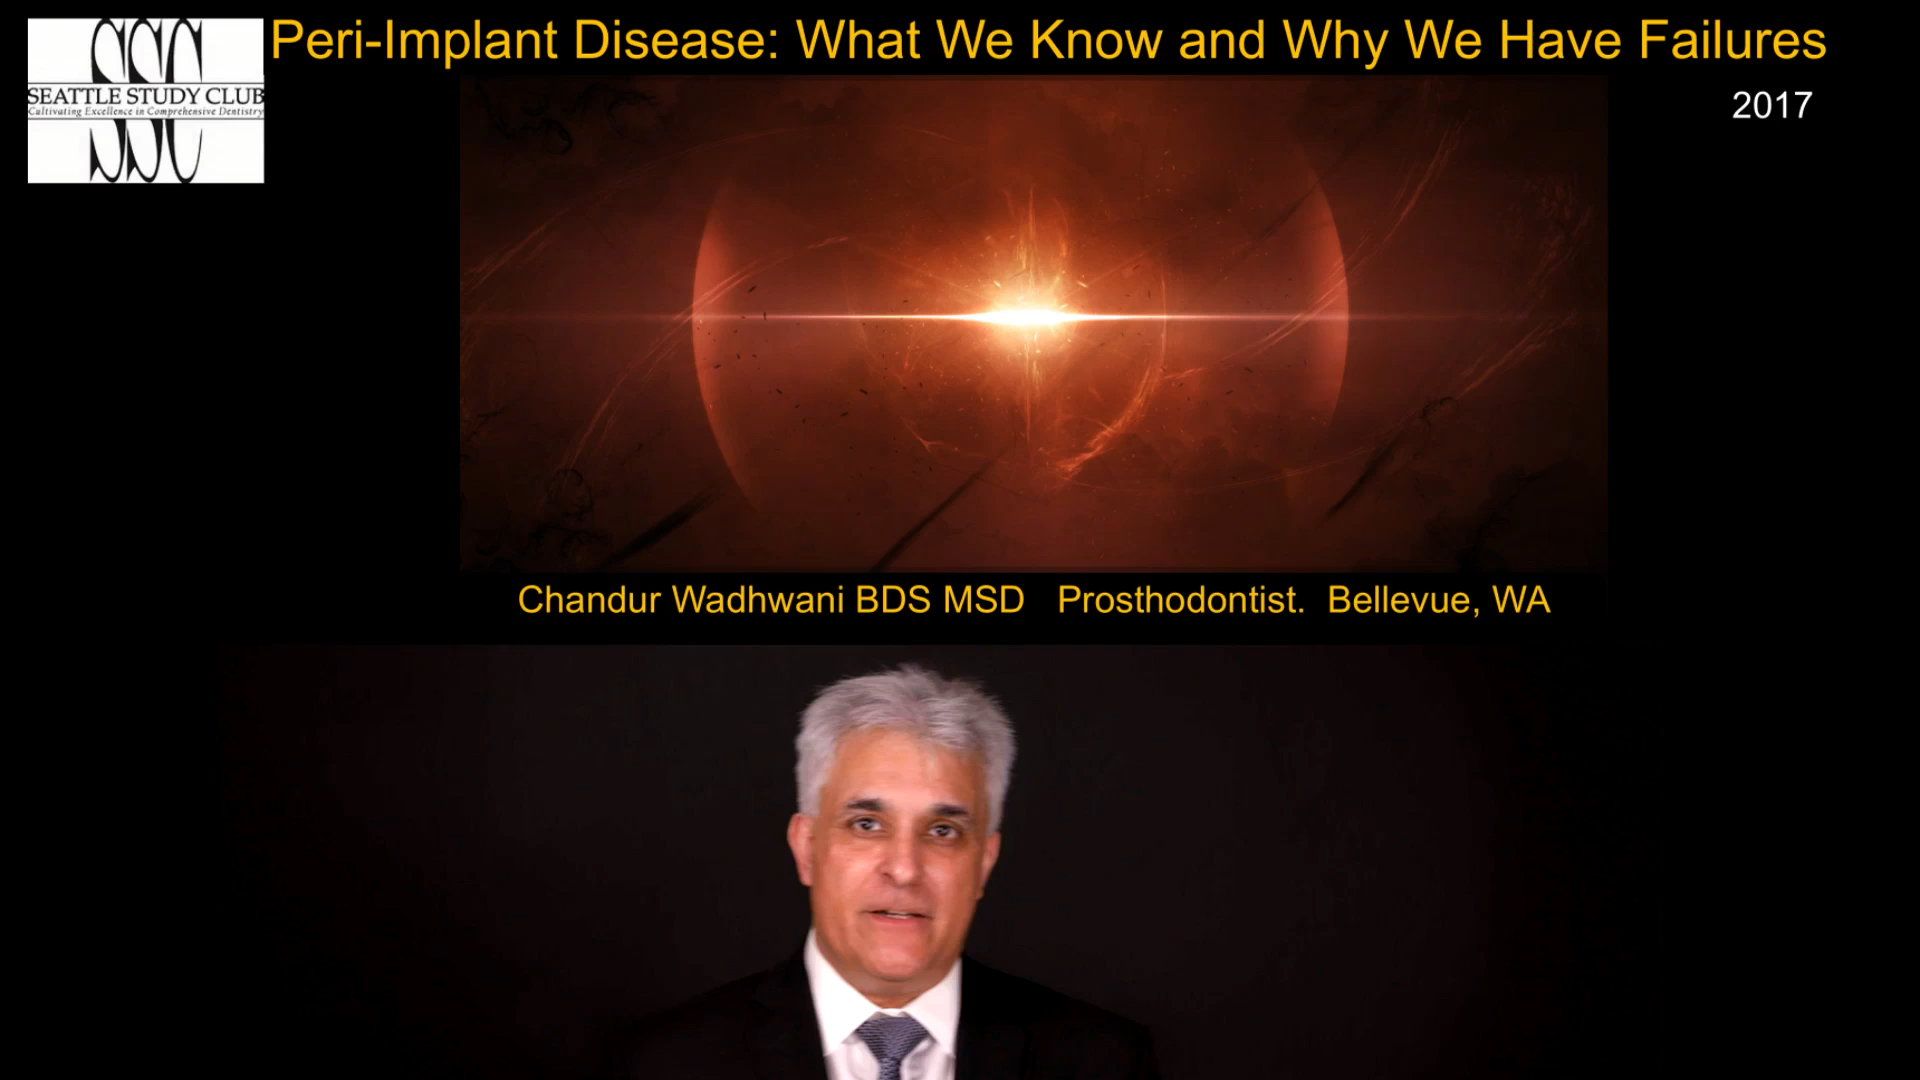 Peri-Implant Disease: What We Know and Why We Have Failures
SSC
SEATTLE STUDY CLUB
Cultivating Excellence in Comprehensive Dentistry
SSC
2017
Chandur Wadhwani BDS MSD Prosthodontist. Bellevue, WA